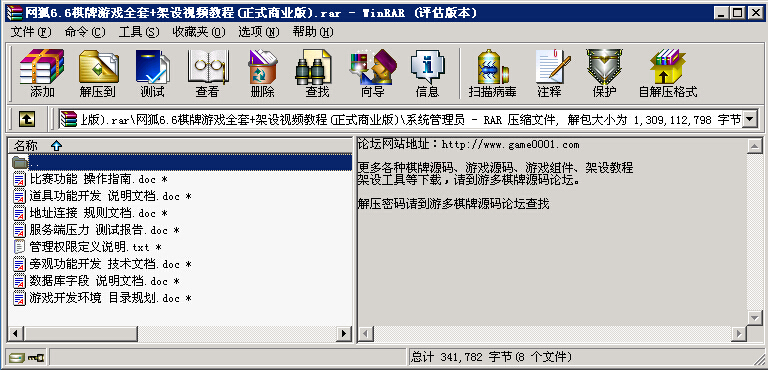 网狐6.6棋牌游戏全套+架设视频教程(正式商业版).rar - WinRAR (评估版本)
文件(F) 命令(C) 工具(S) 收藏夹(O) 选项(N) 帮助(H)
添加 解压到 测试 查看 删除 查找 向导 信息 扫描病毒 注释 保护 自解压格式
业版).rar\网狐6.6棋牌游戏全套+架设视频教程(正式商业版)\系统管理员 - RAR 压缩文件, 解包大小为 1,309,112,798 字节
名称
..
比赛功能 操作指南.doc *
道具功能开发 说明文档.doc *
地址连接 规则文档.doc *
服务端压力 测试报告.doc *
管理权限定义说明.txt *
旁观功能开发 技术文档.doc *
数据库字段 说明文档.doc *
游戏开发环境 目录规划.doc *
论坛网站地址：http://www.game0001.com
更多各种棋牌源码、游戏源码、游戏组件、架设教程
架设工具等下载，请到游多棋牌源码论坛。
解压密码请到游多棋牌源码论坛查找
总计 341,782 字节(8 个文件)